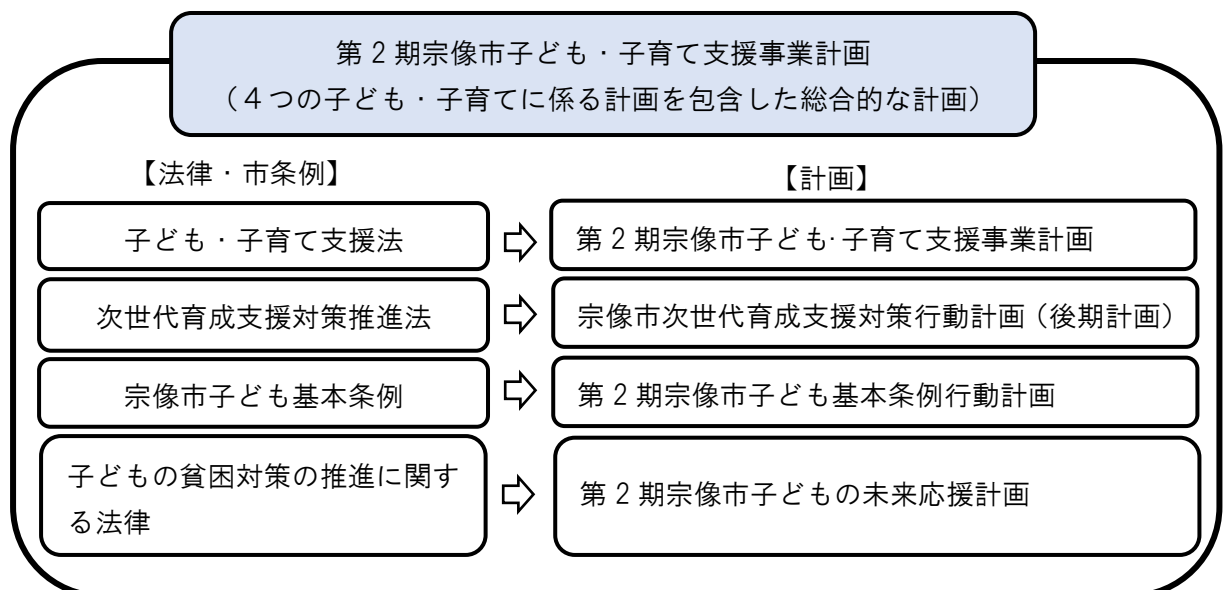 第2期宗像市子ども・子育て支援事業計画
（４つの子ども・子育てに係る計画を包含した総合的な計画）
【法律・市条例】
【計画】
子ども・子育て支援法
第2期宗像市子ども･子育て支援事業計画
次世代育成支援対策推進法
宗像市次世代育成支援対策行動計画（後期計画）
宗像市子ども基本条例
第2期宗像市子ども基本条例行動計画
子どもの貧困対策の推進に関す
る法律
第2期宗像市子どもの未来応援計画